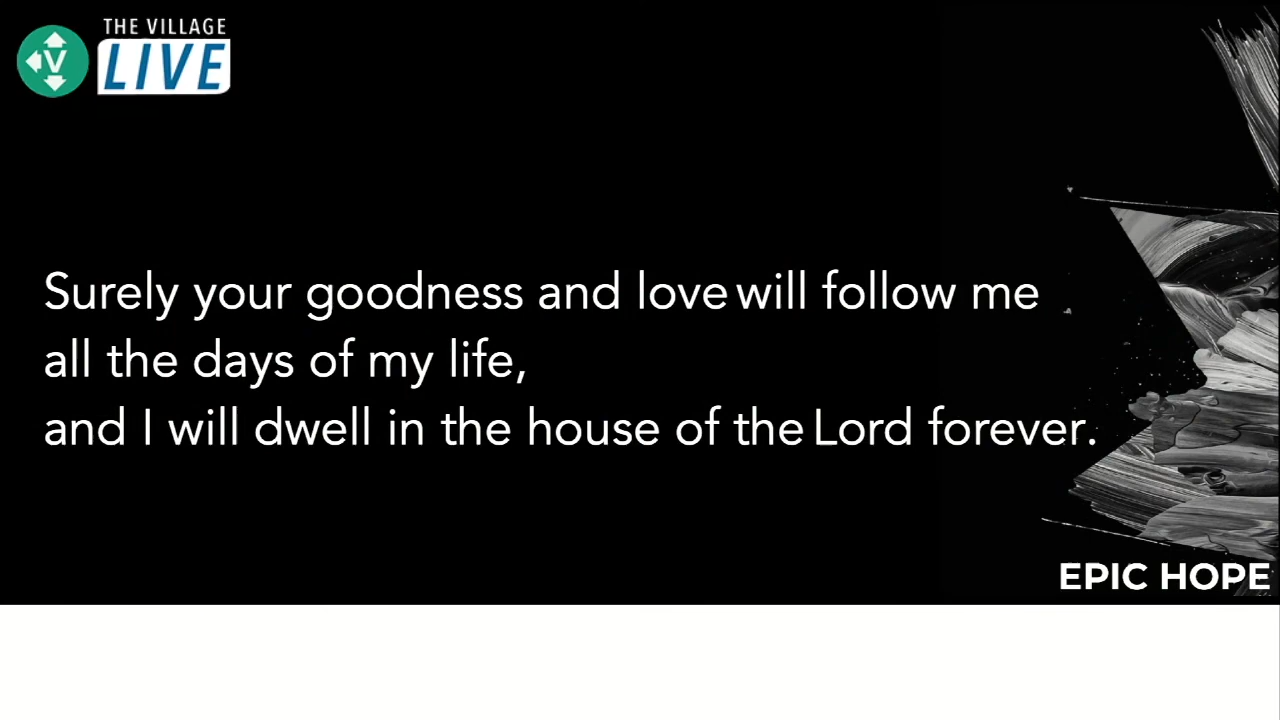 THE VILLAGE
V LIVE
Surely your goodness and love will follow me
all the days of my life,
and I will dwell in the house of the Lord forever.
EPIC HOPE